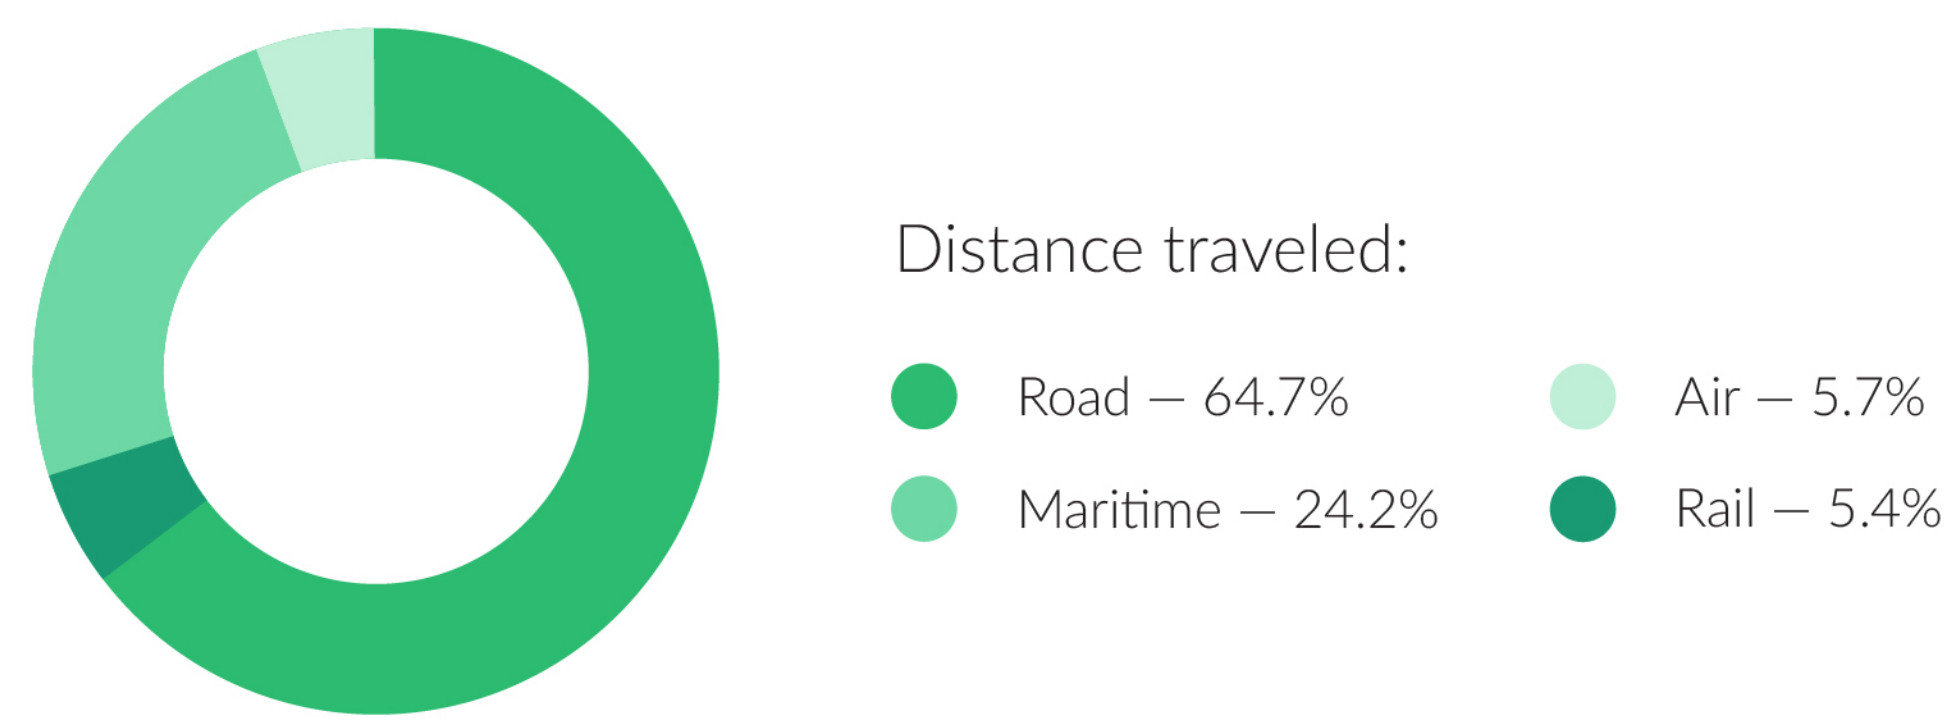 Distance traveled:
Road — 64.7%
Air — 5.7%
Maritime — 24.2%
Rail — 5.4%